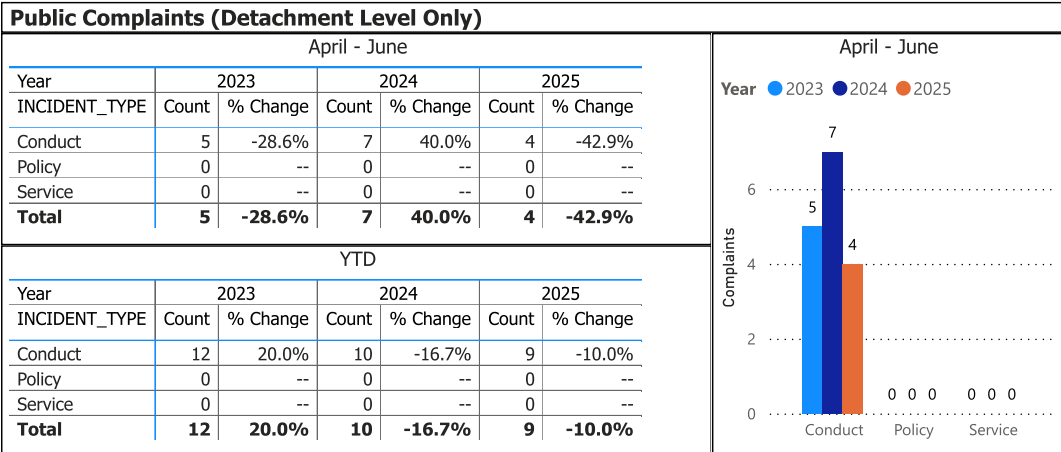 Public Complaints (Detachment Level Only)
April - June
Year 2023 2024 2025
INCIDENT_TYPE Count % Change Count % Change Count % Change
Conduct 5 -28.6% 7 40.0% 4 -42.9%
Policy 0 -- 0 -- 0 --
Service 0 -- 0 -- 0 --
Total 5 -28.6% 7 40.0% 4 -42.9%
YTD
Year 2023 2024 2025
INCIDENT_TYPE Count % Change Count % Change Count % Change
Conduct 12 20.0% 10 -16.7% 9 -10.0%
Policy 0 -- 0 -- 0 --
Service 0 -- 0 -- 0 --
Total 12 20.0% 10 -16.7% 9 -10.0%
April - June
Year 2023 2024 2025
7
6
5
4
4
2
0 0 0 0 0 0
0
Complaints
Conduct Policy Service